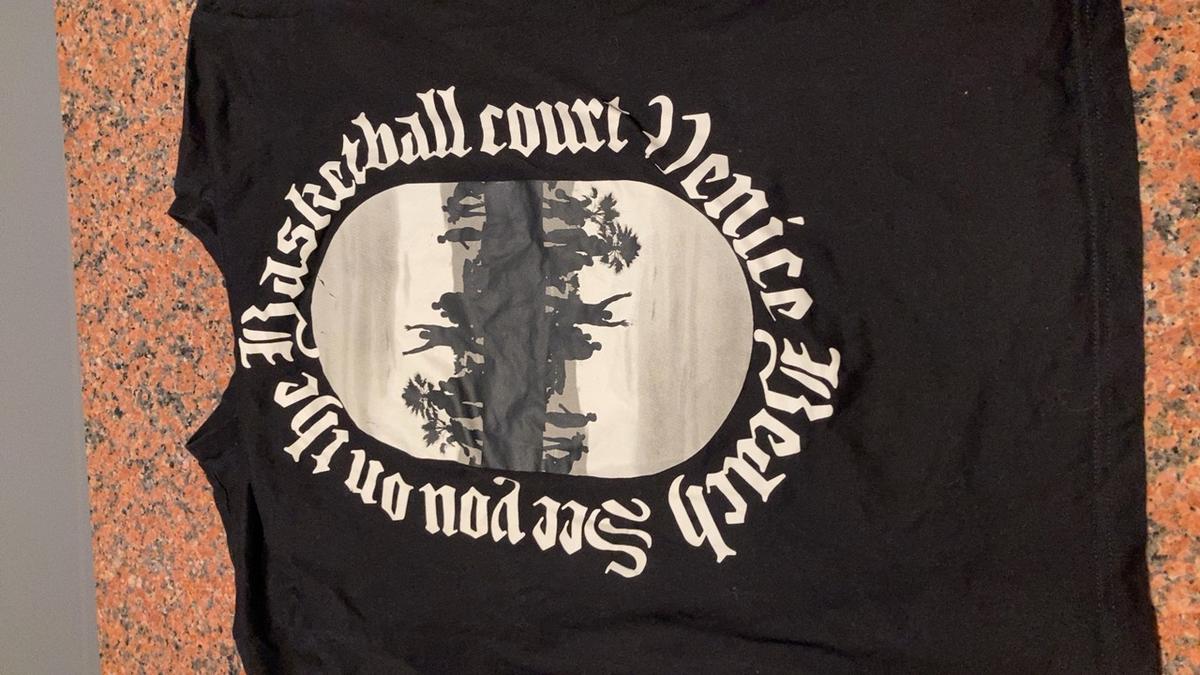 See you on the Basketball court Venice Beach